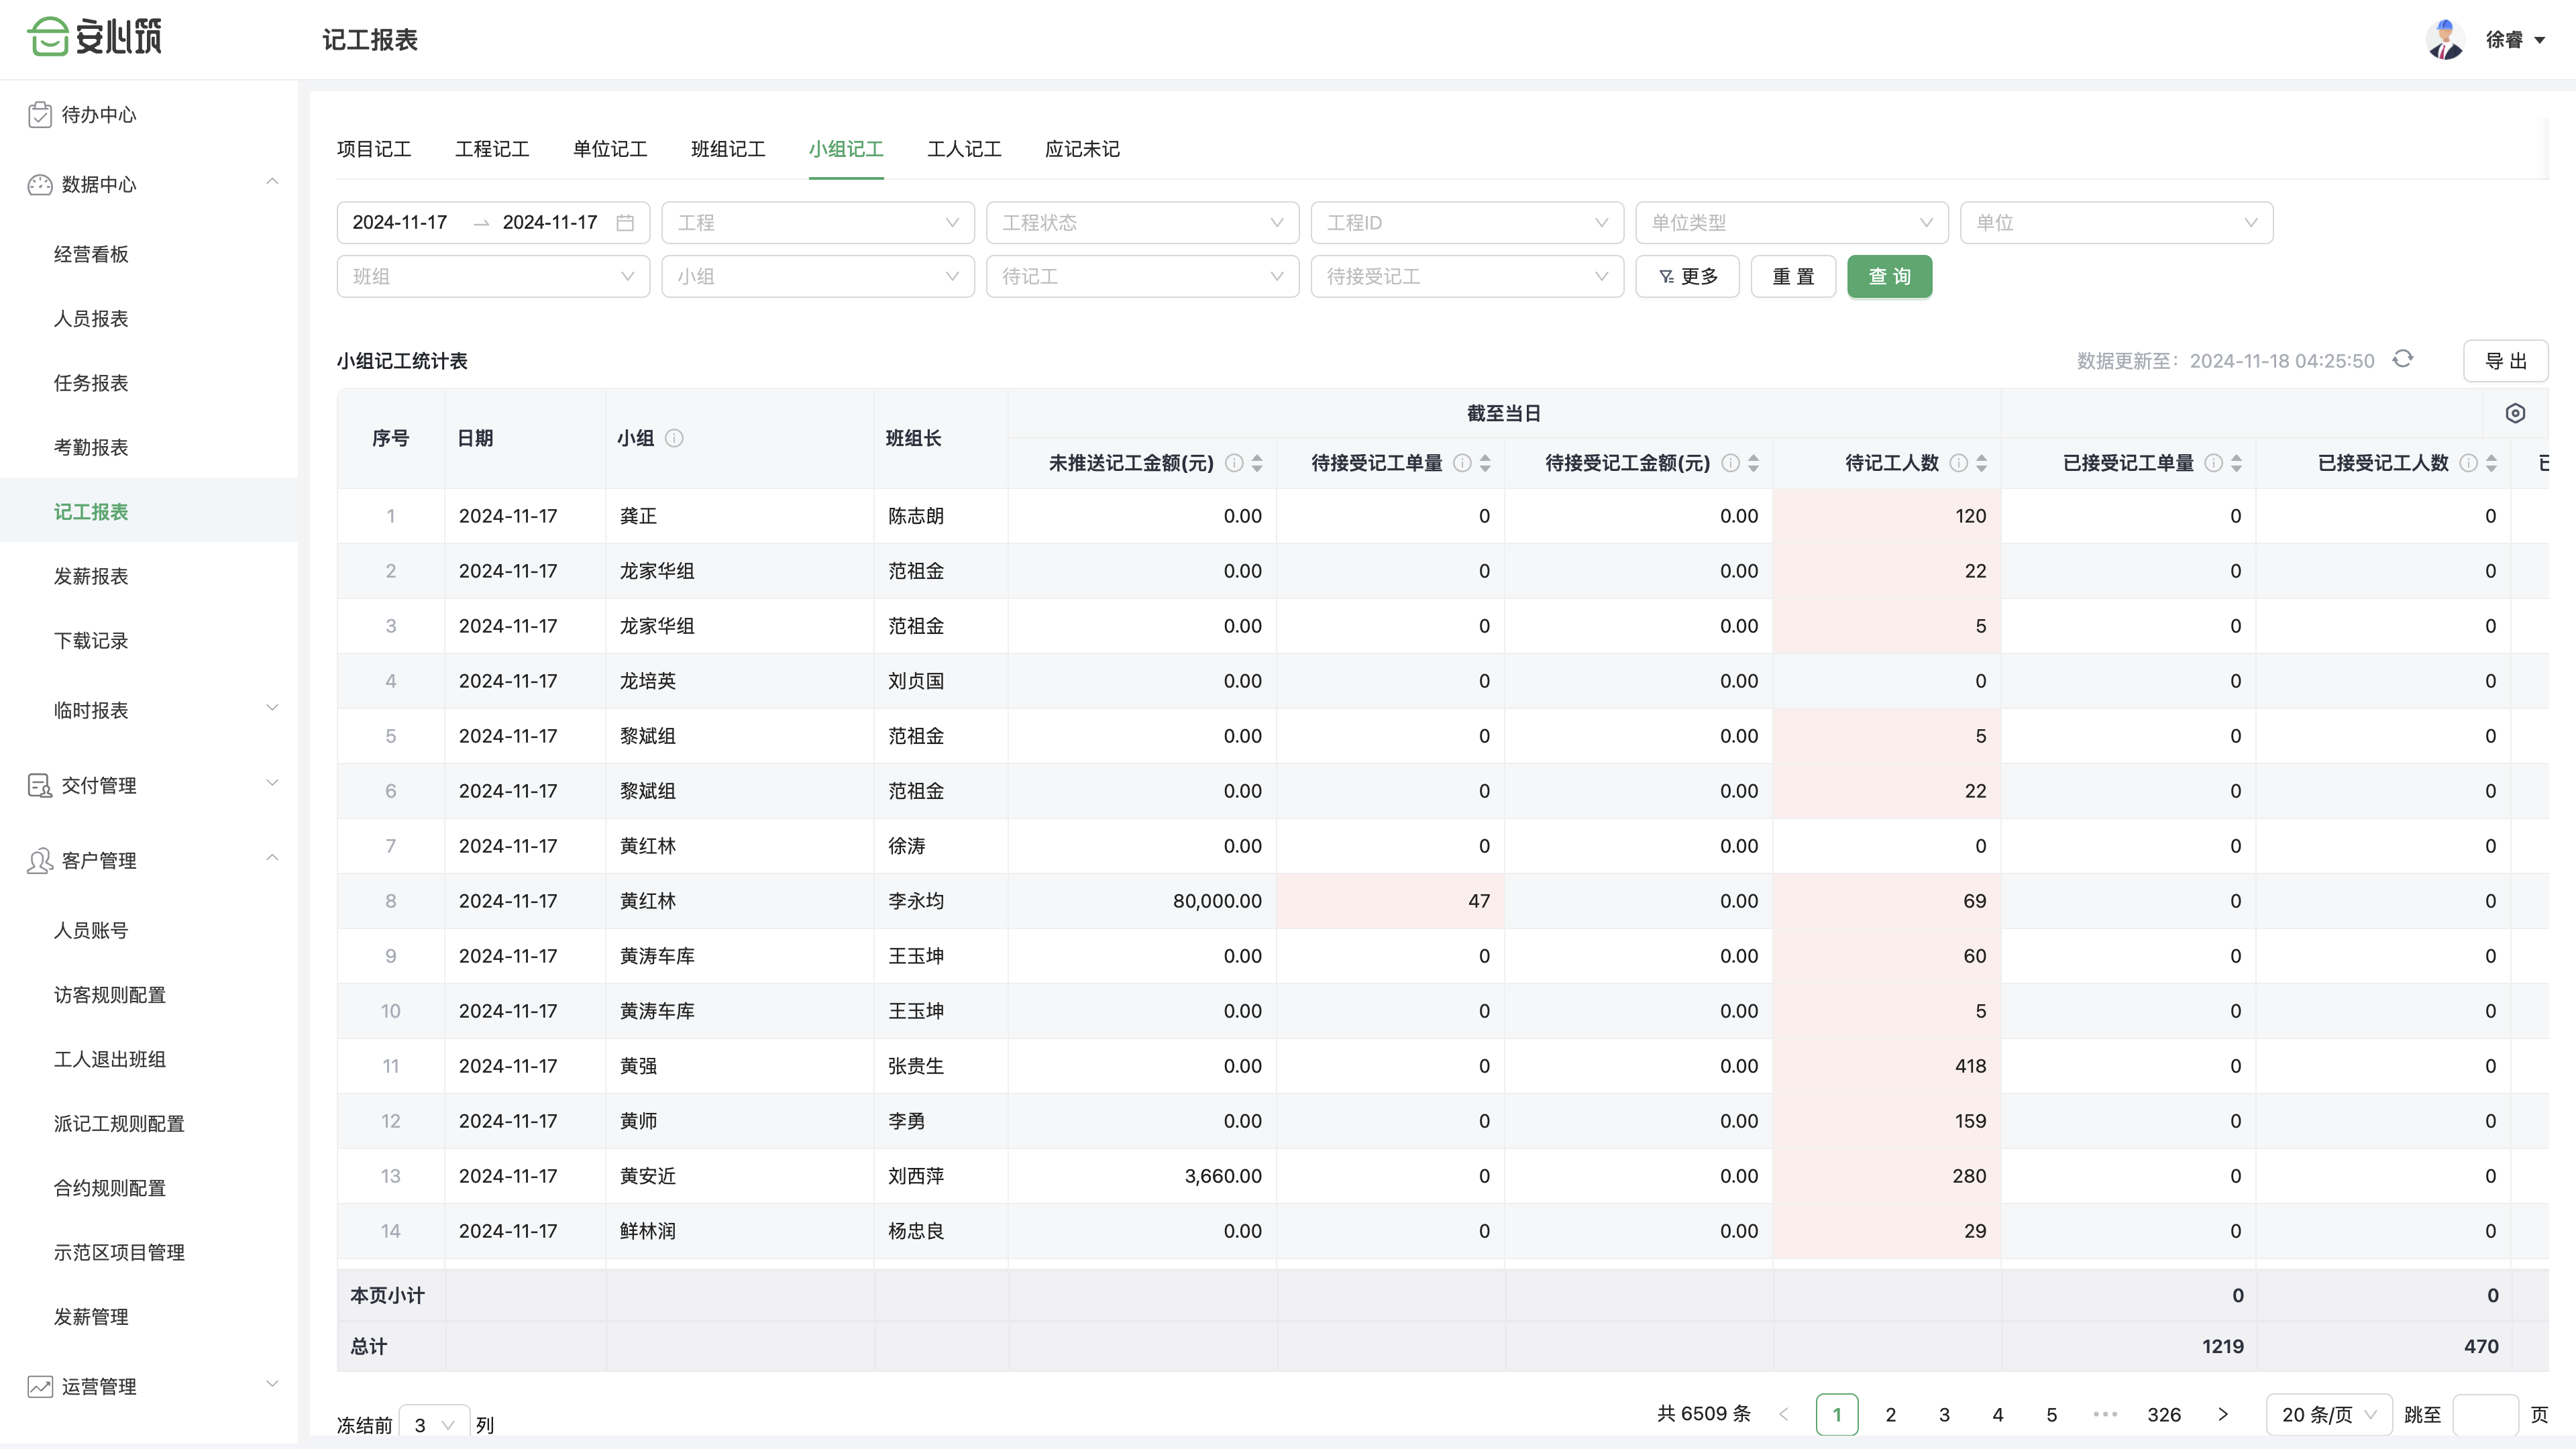 安心筑
记工报表
徐睿
待办中心
数据中心
经营看板
人员报表
任务报表
考勤报表
记工报表
发薪报表
下载记录
临时报表
交付管理
客户管理
人员账号
访客规则配置
工人退出班组
派记工规则配置
合约规则配置
示范区项目管理
发薪管理
运营管理
项目记工 工程记工 单位记工 班组记工 小组记工 工人记工 应记未记
2024-11-17 → 2024-11-17 工程 工程状态 工程ID 单位类型 单位
班组 小组 待记工 待接受记工 更多 重 置 查 询
小组记工统计表 数据更新至：2024-11-18 04:25:50 导 出
序号 日期 小组 班组长 截至当日
未推送记工金额(元) 待接受记工单量 待接受记工金额(元) 待记工人数 已接受记工单量 已接受记工人数
1 2024-11-17 龚正 陈志朗 0.00 0 0.00 120 0 0
2 2024-11-17 龙家华组 范祖金 0.00 0 0.00 22 0 0
3 2024-11-17 龙家华组 范祖金 0.00 0 0.00 5 0 0
4 2024-11-17 龙培英 刘贞国 0.00 0 0.00 0 0 0
5 2024-11-17 黎斌组 范祖金 0.00 0 0.00 5 0 0
6 2024-11-17 黎斌组 范祖金 0.00 0 0.00 22 0 0
7 2024-11-17 黄红林 徐涛 0.00 0 0.00 0 0 0
8 2024-11-17 黄红林 李永均 80,000.00 47 0.00 69 0 0
9 2024-11-17 黄涛车库 王玉坤 0.00 0 0.00 60 0 0
10 2024-11-17 黄涛车库 王玉坤 0.00 0 0.00 5 0 0
11 2024-11-17 黄强 张贵生 0.00 0 0.00 418 0 0
12 2024-11-17 黄师 李勇 0.00 0 0.00 159 0 0
13 2024-11-17 黄安近 刘西萍 3,660.00 0 0.00 280 0 0
14 2024-11-17 鲜林润 杨忠良 0.00 0 0.00 29 0 0
本页小计 0 0
总计 1219 470
冻结前 3 列 共 6509 条 < 1 2 3 4 5 ••• 326 > 20 条/页 跳至 页